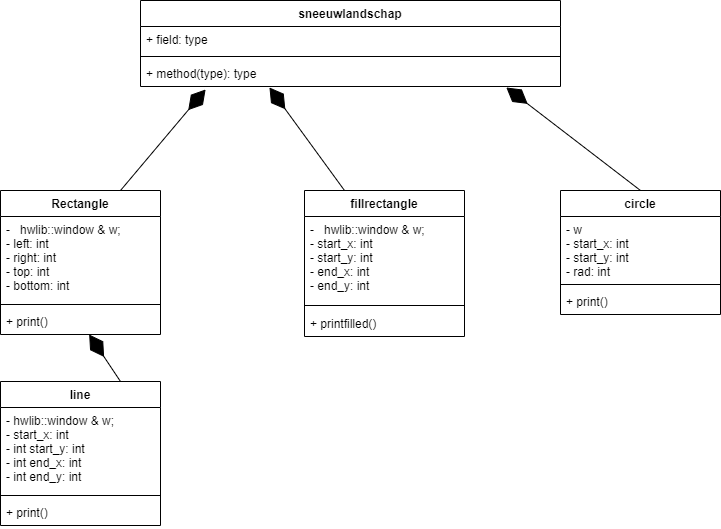 sneeuwlandschap
+ field: type
+ method(type): type
Rectangle
-   hwlib::window & w;
- left: int
- right: int
- top: int
- bottom: int
+ print()
fillrectangle
-   hwlib::window & w;
- start_x: int
- start_y: int
- end_x: int
- end_y: int
+ printfilled()
circle
- w
- start_x: int
- start_y: int
- rad: int
+ print()
line
- hwlib::window & w;
- start_x: int
- int start_y: int
- int end_x: int
- int end_y: int
+ print()